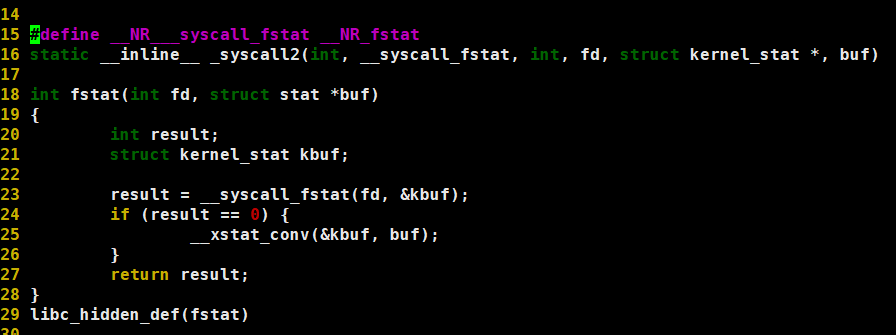 14
15 #define __NR___syscall_fstat __NR_fstat
16 static __inline__ _syscall2(int, __syscall_fstat, int, fd, struct kernel_stat *, buf)
17
18 int fstat(int fd, struct stat *buf)
19 {
20         int result;
21         struct kernel_stat kbuf;
22
23         result = __syscall_fstat(fd, &kbuf);
24         if (result == 0) {
25                 __xstat_conv(&kbuf, buf);
26         }
27         return result;
28 }
29 libc_hidden_def(fstat)
30